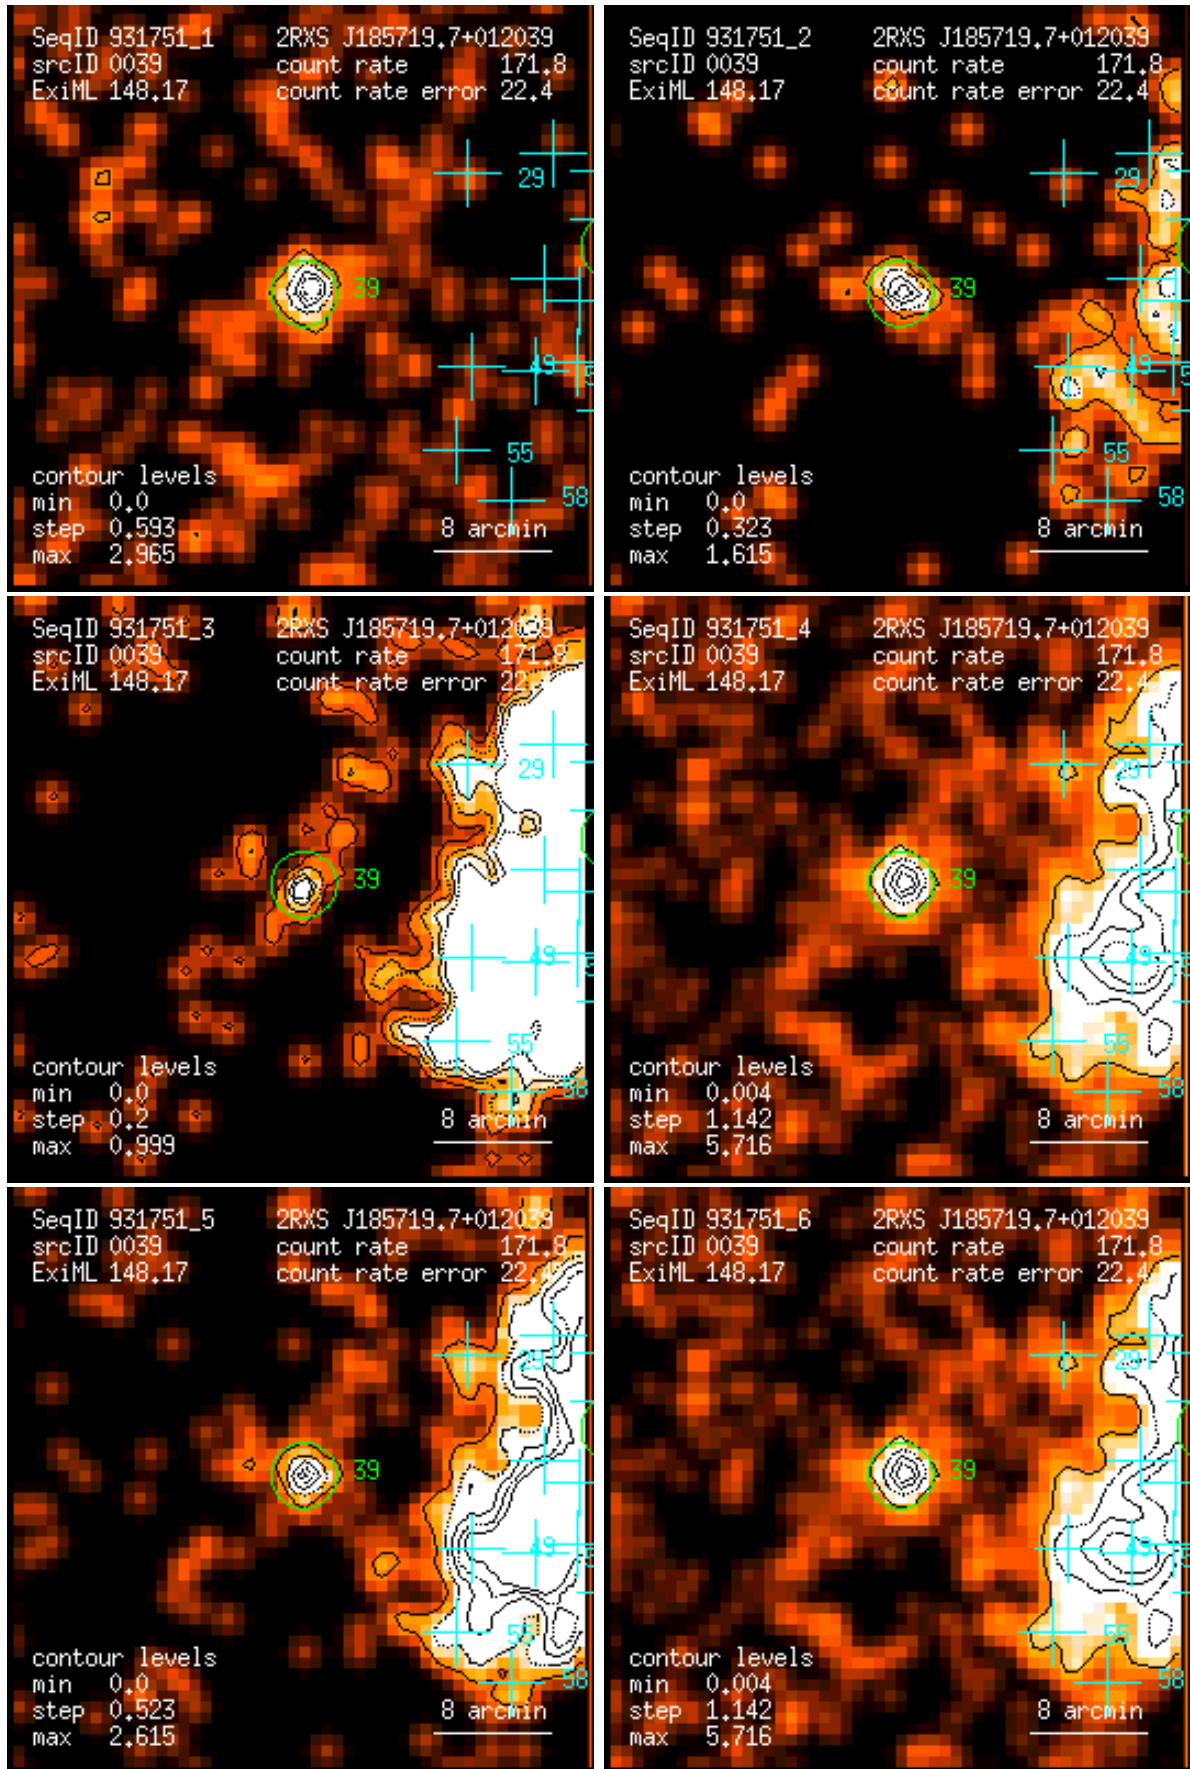 SeqID 931751_1 2RXS J185719.7+012039
srcID 0039 count rate 171.8
ExiML 148.17 count rate error 22.4
29
39
49
55
58
contour levels
min 0.0
step 0.593
max 2.965
8 arcmin
SeqID 931751_2 2RXS J185719.7+012039
srcID 0039 count rate 171.8
ExiML 148.17 count rate error 22.4
29
39
49
55
58
contour levels
min 0.0
step 0.323
max 1.615
8 arcmin
SeqID 931751_3 2RXS J185719.7+012039
srcID 0039 count rate 171.8
ExiML 148.17 count rate error 22.4
29
39
49
55
58
contour levels
min 0.0
step 0.2
max 0.999
8 arcmin
SeqID 931751_4 2RXS J185719.7+012039
srcID 0039 count rate 171.8
ExiML 148.17 count rate error 22.4
29
39
49
55
58
contour levels
min 0.004
step 1.142
max 5.716
8 arcmin
SeqID 931751_5 2RXS J185719.7+012039
srcID 0039 count rate 171.8
ExiML 148.17 count rate error 22.4
29
39
49
55
58
contour levels
min 0.0
step 0.523
max 2.615
8 arcmin
SeqID 931751_6 2RXS J185719.7+012039
srcID 0039 count rate 171.8
ExiML 148.17 count rate error 22.4
29
39
49
55
58
contour levels
min 0.004
step 1.142
max 5.716
8 arcmin